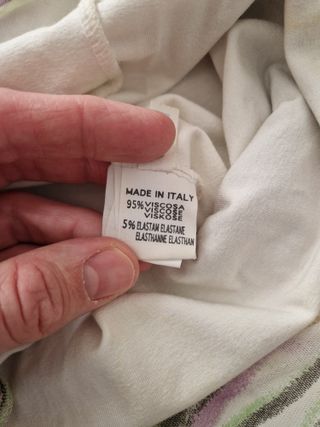 MADE IN ITALY
95% VISCOSA
VISCOSE
VISCOSE
5% ELASTAM ELASTANE
ELASTHANNE ELASTHAN